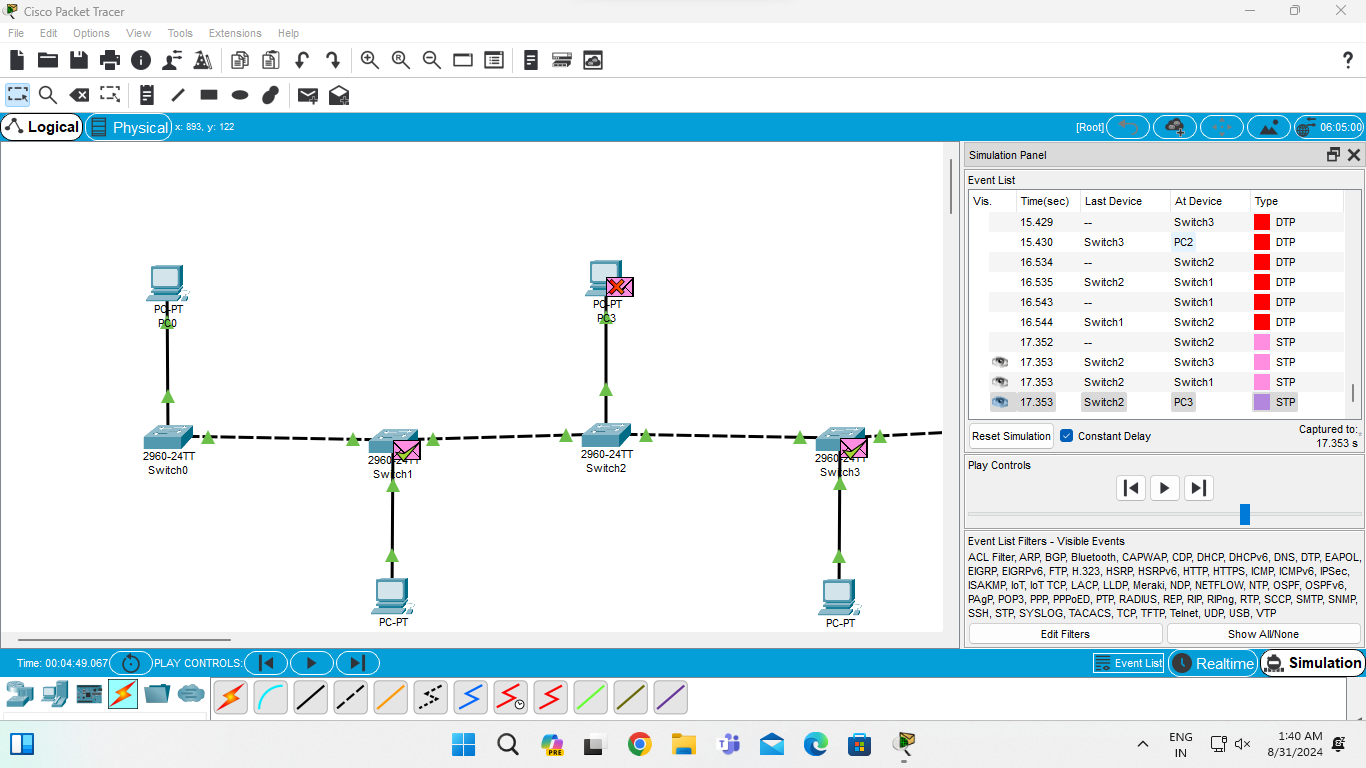 Cisco Packet Tracer
File Edit Options View Tools Extensions Help
Logical Physical x: 893, y: 122 [Root] 06:05:00
Simulation Panel
Event List
Vis. Time(sec) Last Device At Device Type
15.429 -- Switch3 DTP
15.430 Switch3 PC2 DTP
16.534 -- Switch2 DTP
16.535 Switch2 Switch1 DTP
16.543 -- Switch1 DTP
16.544 Switch1 Switch2 DTP
17.352 -- Switch2 STP
17.353 Switch2 Switch3 STP
17.353 Switch2 Switch1 STP
17.353 Switch2 PC3 STP
Reset Simulation Constant Delay Captured to:
17.353 s
Play Controls
Event List Filters - Visible Events
ACL Filter, ARP, BGP, Bluetooth, CAPWAP, CDP, DHCP, DHCPv6, DNS, DTP, EAPOL,
EIGRP, EIGRPv6, FTP, H.323, HSRP, HSRPv6, HTTP, HTTPS, ICMP, ICMPv6, IPSec,
ISAKMP, IoT, IoT TCP, LACP, LLDP, Meraki, NDP, NETFLOW, NTP, OSPF, OSPFv6,
PAgP, POP3, PPP, PPPoED, PTP, RADIUS, REP, RIP, RIPng, RTP, SCCP, SMTP, SNMP,
SSH, STP, SYSLOG, TACACS, TCP, TFTP, Telnet, UDP, USB, VTP
Edit Filters Show All/None
PC-PT
PC0
PC-PT
PC3
2960-24TT
Switch0
2960-24TT
Switch1
2960-24TT
Switch2
2960-24TT
Switch3
PC-PT
PC-PT
Time: 00:04:49.067 PLAY CONTROLS: Event List Realtime Simulation
PRE
ENG
IN
1:40 AM
8/31/2024